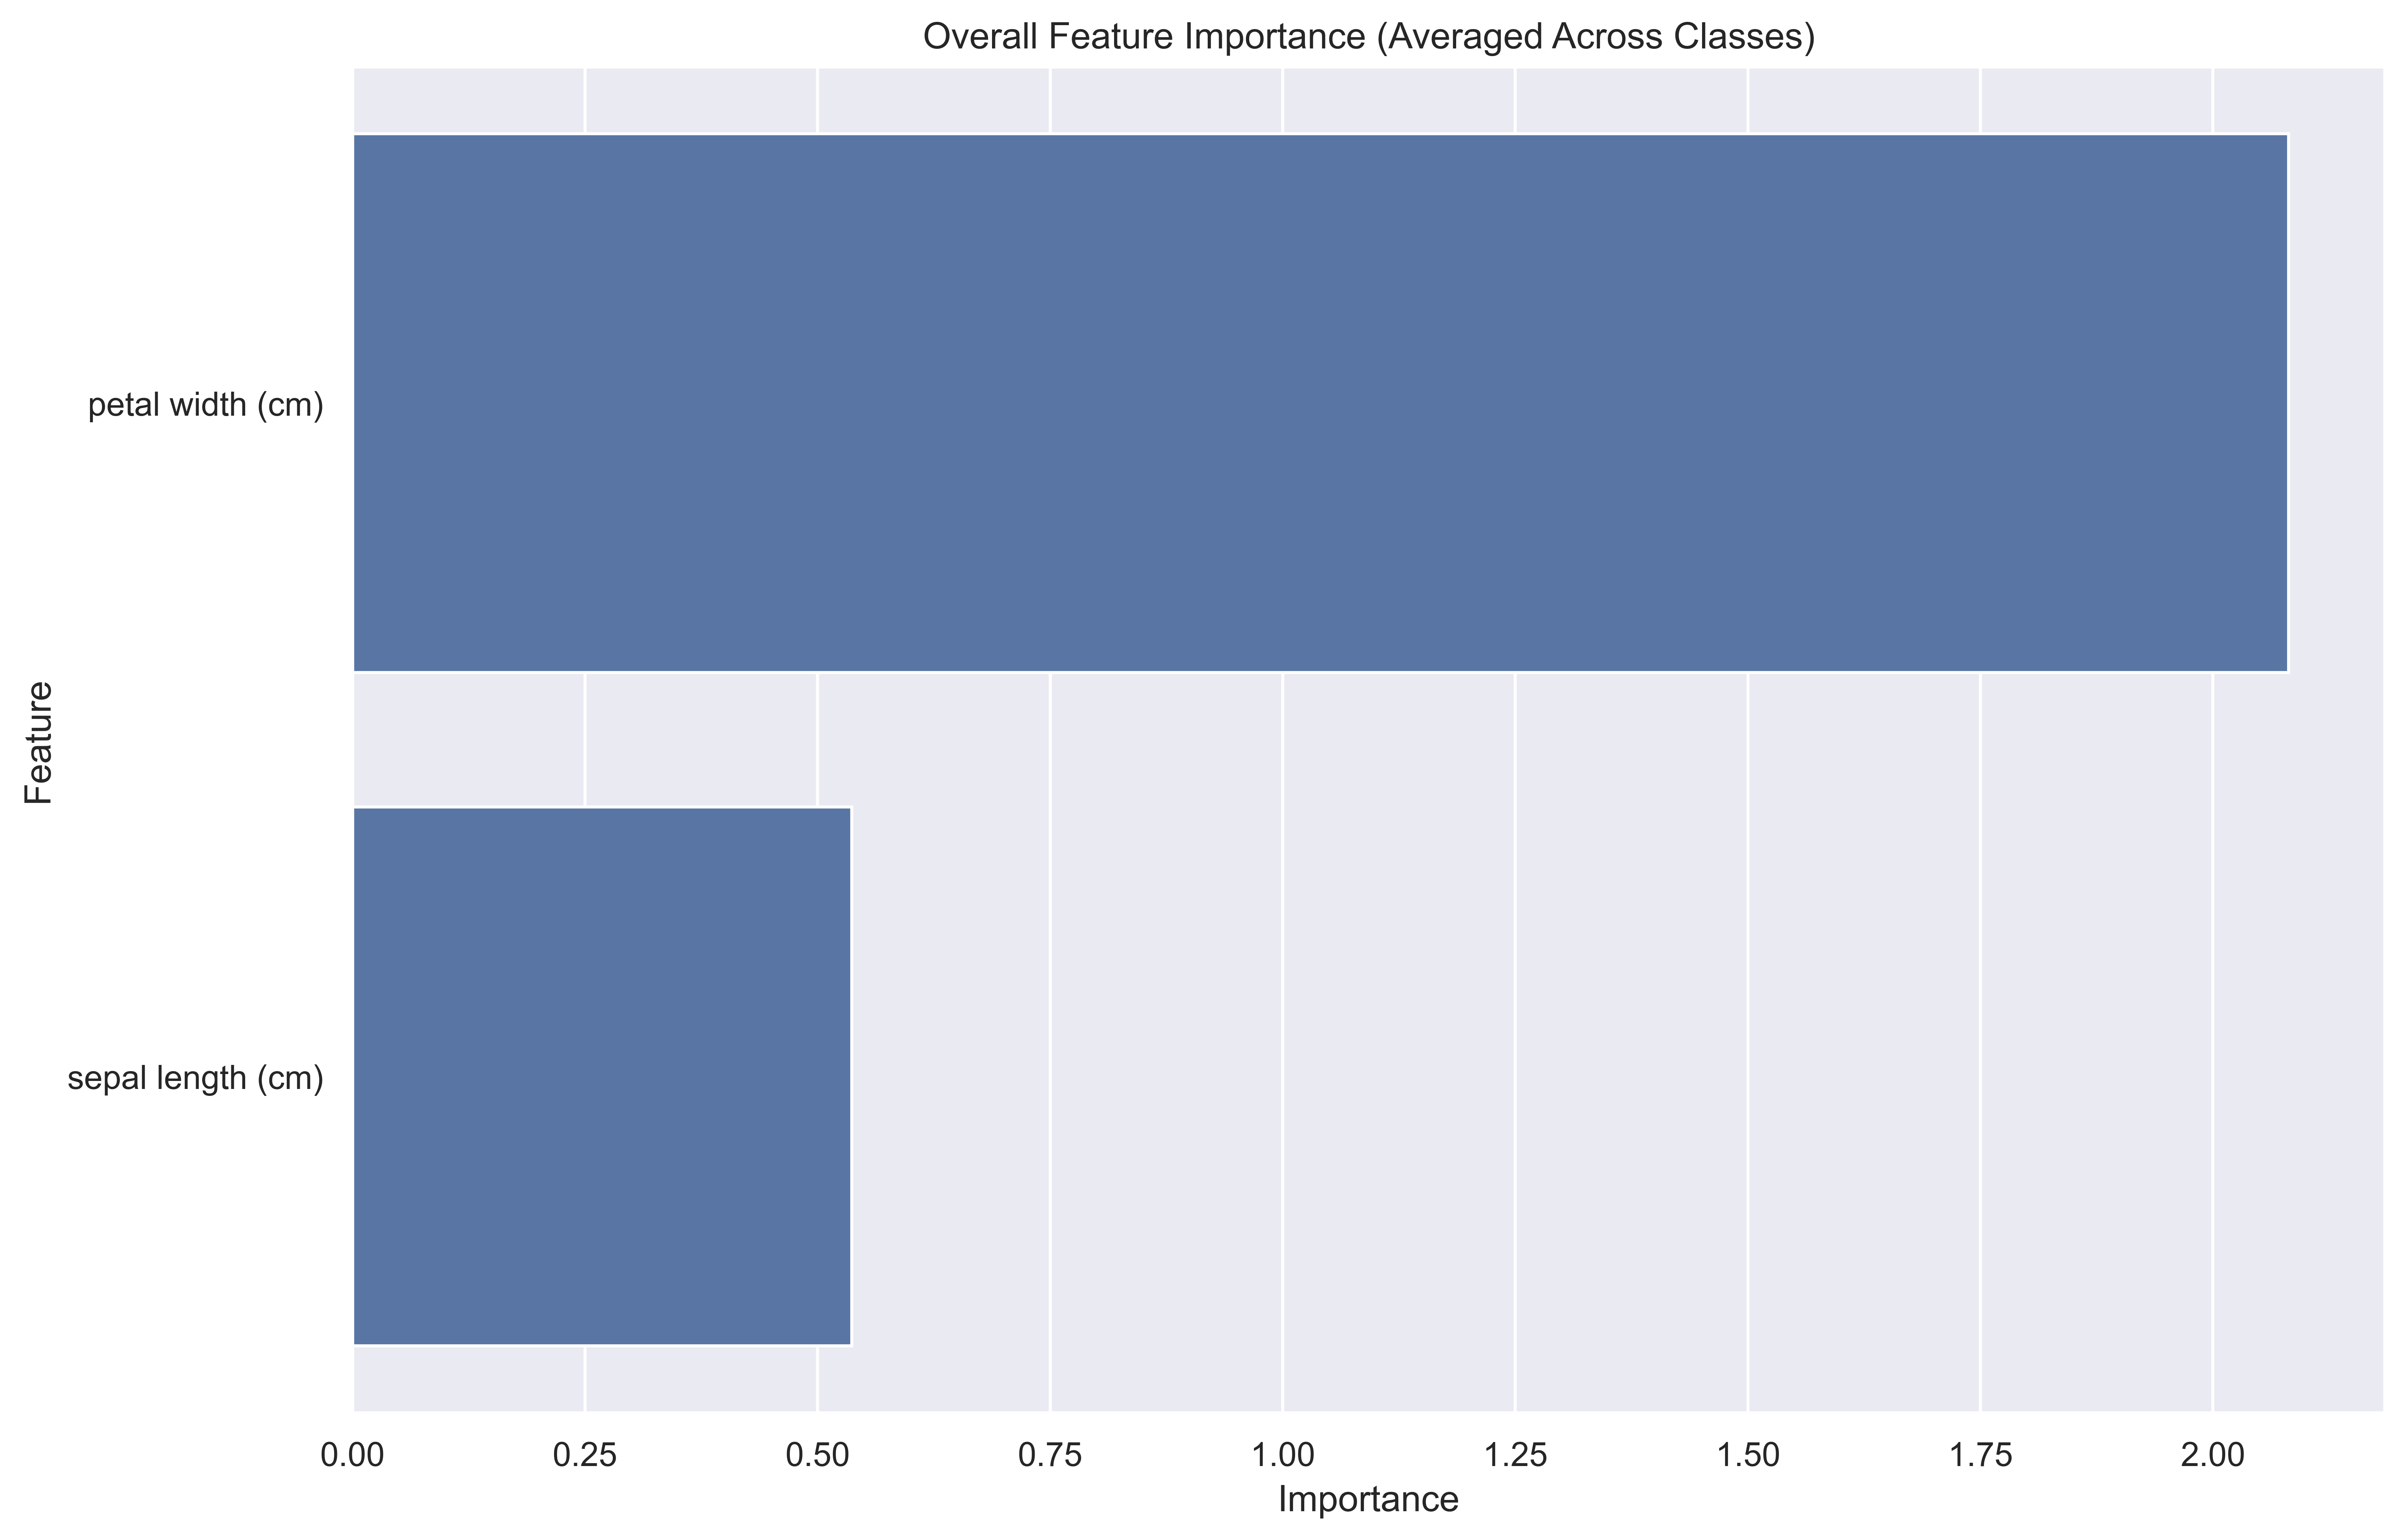 Overall Feature Importance (Averaged Across Classes)
petal width (cm)
Feature
sepal length (cm)
0.00 0.25 0.50 0.75 1.00 1.25 1.50 1.75 2.00
Importance